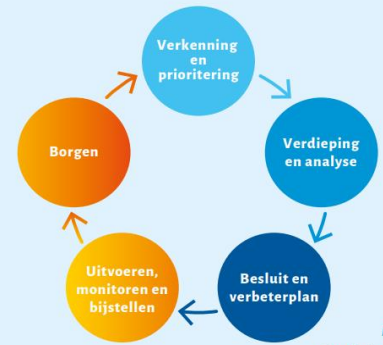 Verkenning
en
prioritering
Verdieping
en analyse
Besluit en
verbeterplan
Uitvoeren,
monitoren en
bijstellen
Borgen